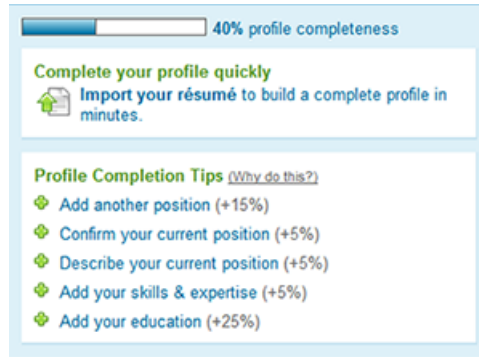 40% profile completeness
Complete your profile quickly
Import your résumé to build a complete profile in
minutes.
Profile Completion Tips (Why do this?)
Add another position (+15%)
Confirm your current position (+5%)
Describe your current position (+5%)
Add your skills & expertise (+5%)
Add your education (+25%)